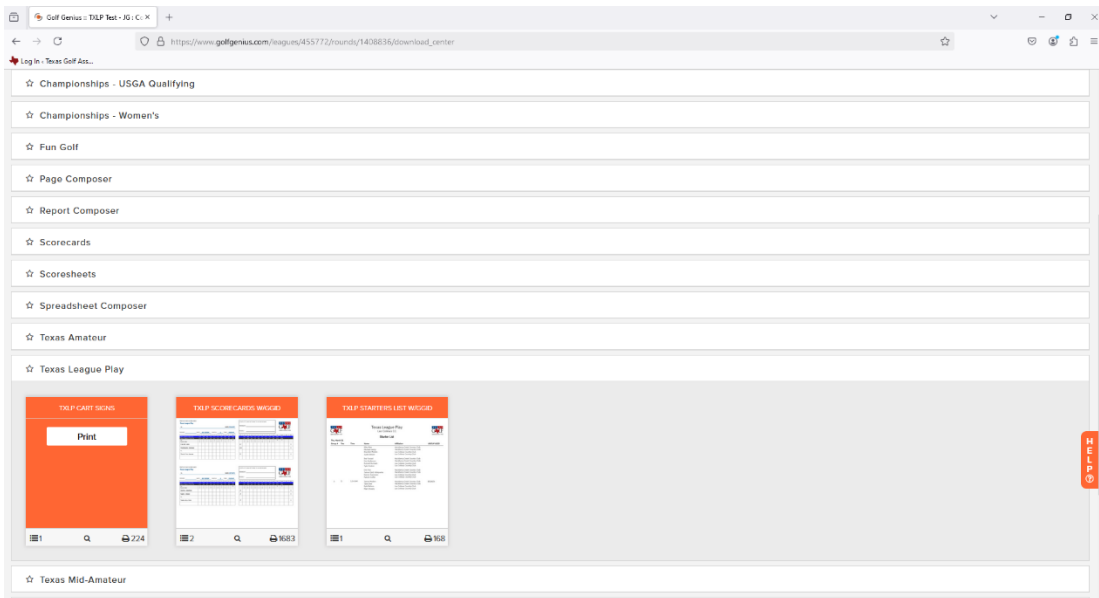 Golf Genius :: TXLP Test - JG : Cc
https://www.golfgenius.com/leagues/455772/rounds/1408836/download_center
Log In ‹ Texas Golf Ass...
Championships - USGA Qualifying
Championships - Women's
Fun Golf
Page Composer
Report Composer
Scorecards
Scoresheets
Spreadsheet Composer
Texas Amateur
Texas League Play
TXLP CART SIGNS
Print
1
224
TXLP SCORECARDS W/GGID
2
1683
TXLP STARTERS LIST W/GGID
Texas League Play
Starter List
1
168
Texas Mid-Amateur
HELP?